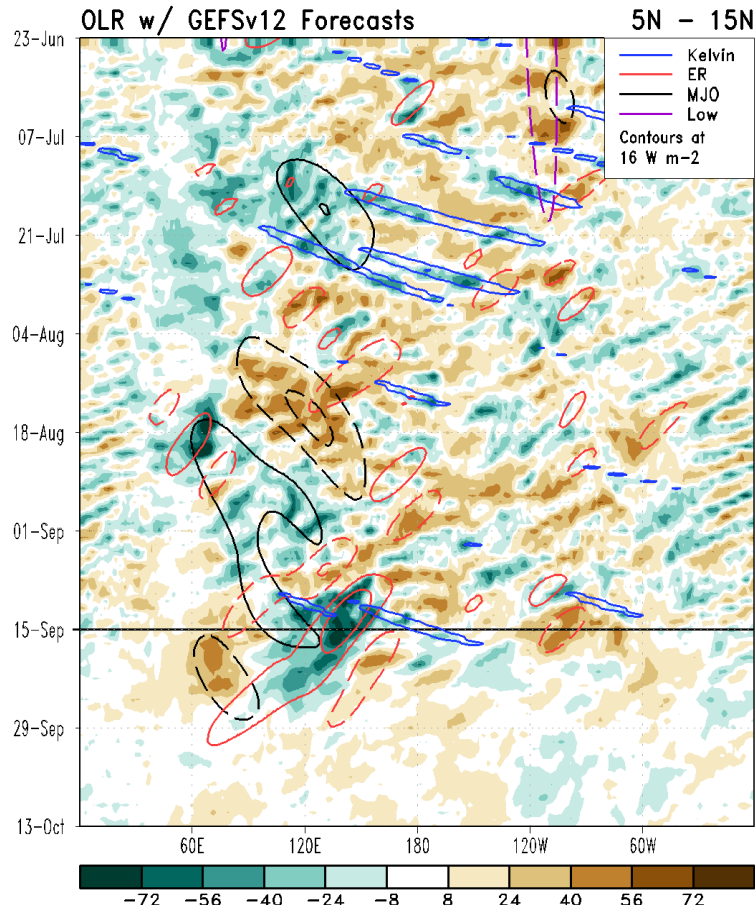 OLR w/ GEFSv12 Forecasts 5N - 15N
23-Jun
07-Jul
21-Jul
04-Aug
18-Aug
01-Sep
15-Sep
29-Sep
13-Oct
Kelvin
ER
MJO
Low
Contours at
16 W m-2
60E 120E 180 120W 60W
-72 -56 -40 -24 -8 8 24 40 56 72